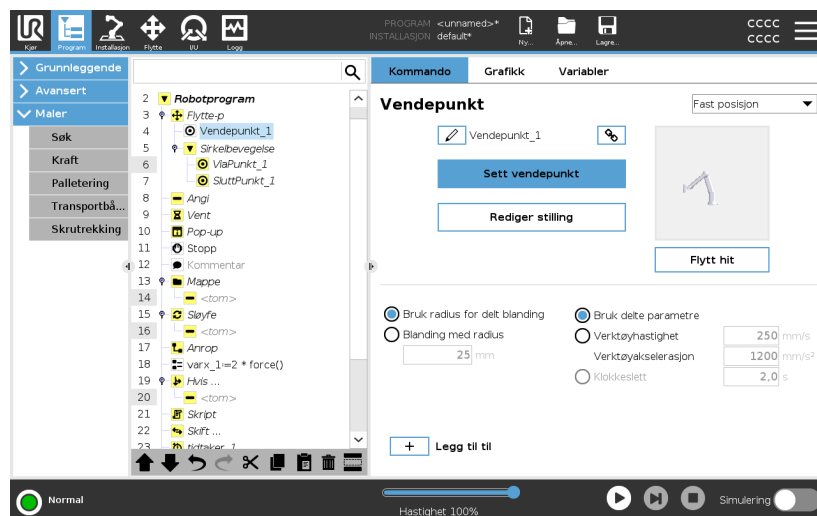 PROGRAM <unnamed>*
INSTALLASJON default*
CCCC
CCCC
Kjør
Program
Installasjon
Flytte
I/U
Logg
Ny...
Åpne...
Lagre...
Grunnleggende
Avansert
Maler
Søk
Kraft
Palletering
Transportbå...
Skrutrekking
2 Robotprogram
3 Flytte-p
4 Vendepunkt_1
5 Sirkelbevegelse
6 ViaPunkt_1
7 SluttPunkt_1
8 Angi
9 Vent
10 Pop-up
11 Stopp
12 Kommentar
13 Mappe
14 <tom>
15 Sløyfe
16 <tom>
17 Anrop
18 varx_1≔2 * force()
19 Hvis ...
20 <tom>
21 Skript
22 Skift ...
23 tidtaker_1
Kommando
Grafikk
Variabler
Vendepunkt
Fast posisjon
Vendepunkt_1
Sett vendepunkt
Rediger stilling
Flytt hit
Bruk radius for delt blanding
Blanding med radius
25 mm
Bruk delte parametre
Verktøyhastighet 250 mm/s
Verktøyakselerasjon 1200 mm/s²
Klokkeslett 2,0 s
+ Legg til til
Normal
Hastighet 100%
Simulering